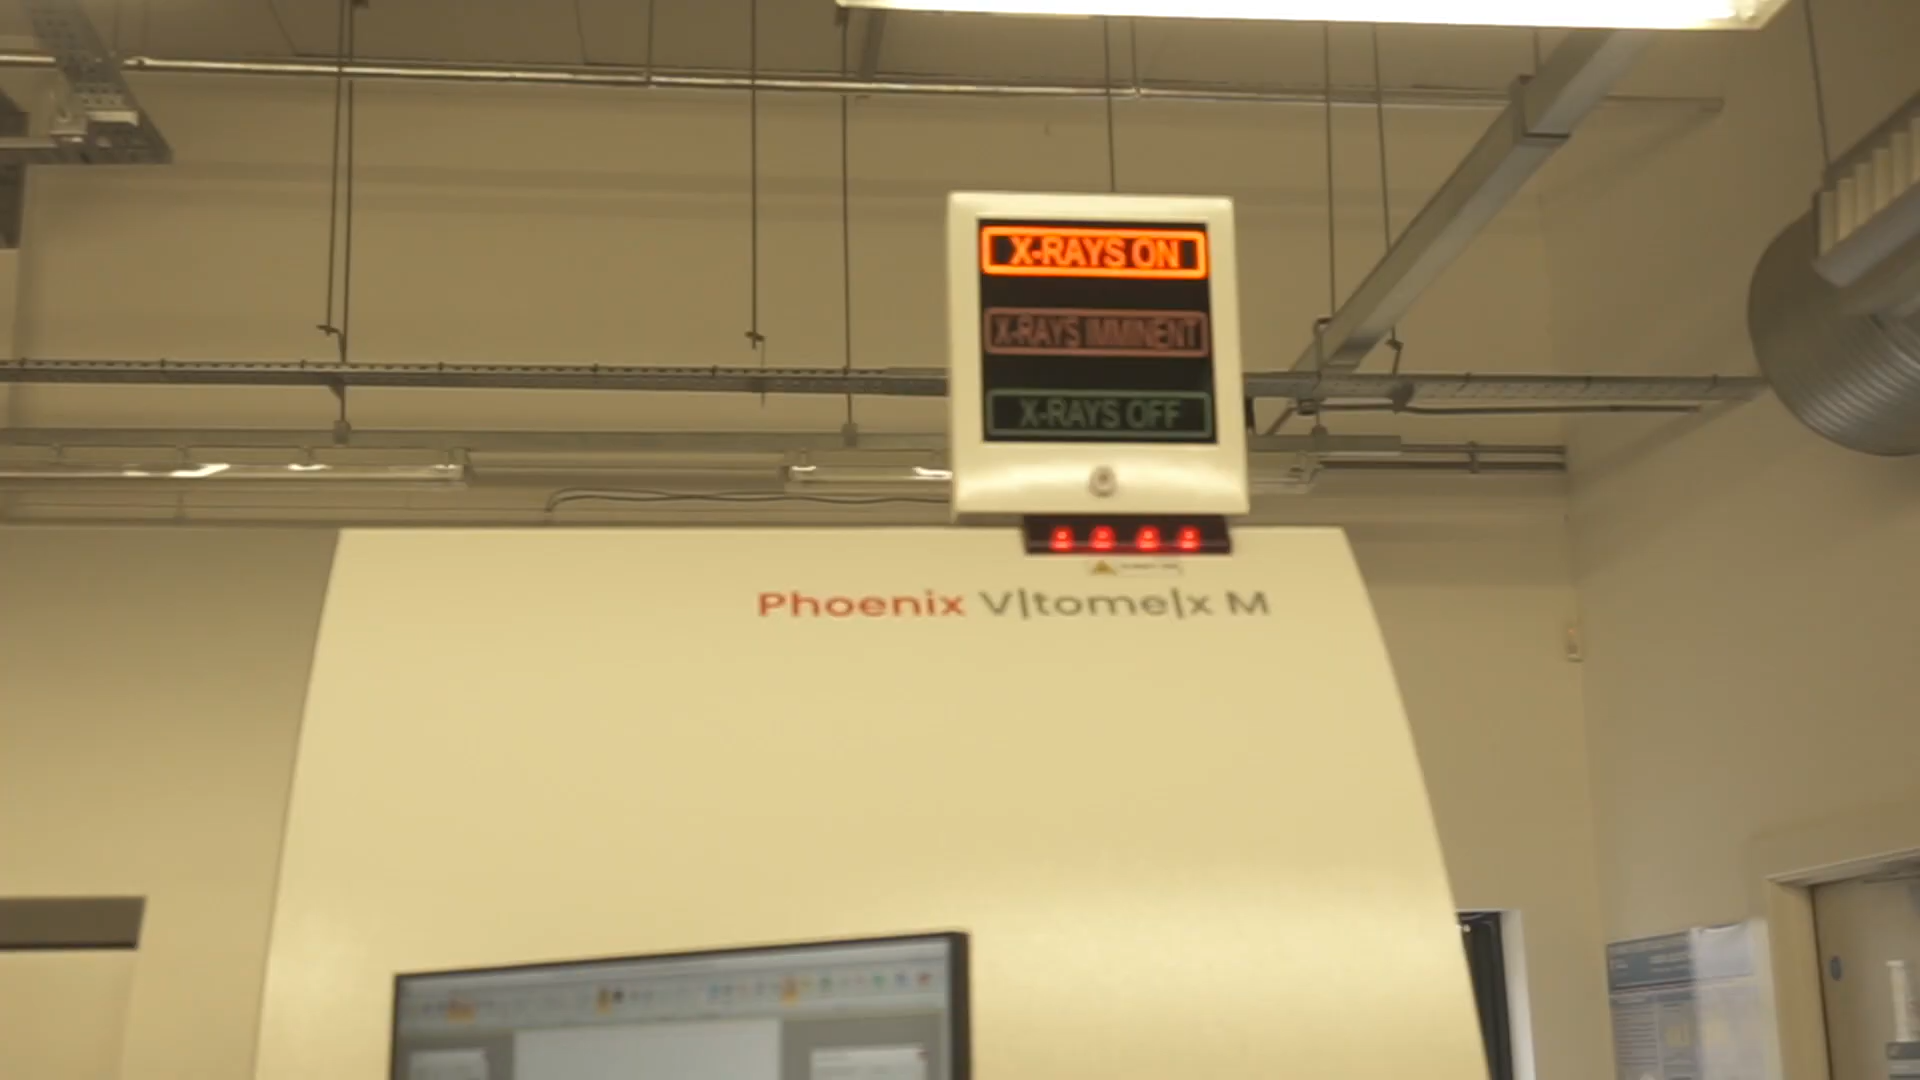 X-RAYS ON
X-RAYS IMMINENT
X-RAYS OFF
Phoenix V|tome|x M